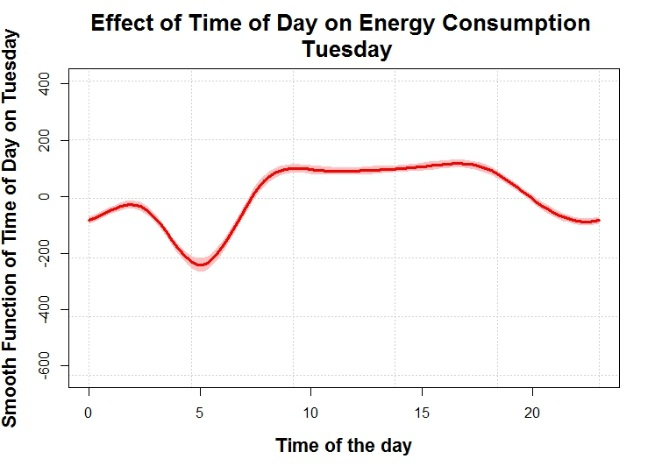 Effect of Time of Day on Energy Consumption
Tuesday
Smooth Function of Time of Day on Tuesday
400
200
0
-200
-400
-600
0
5
10
15
20
Time of the day